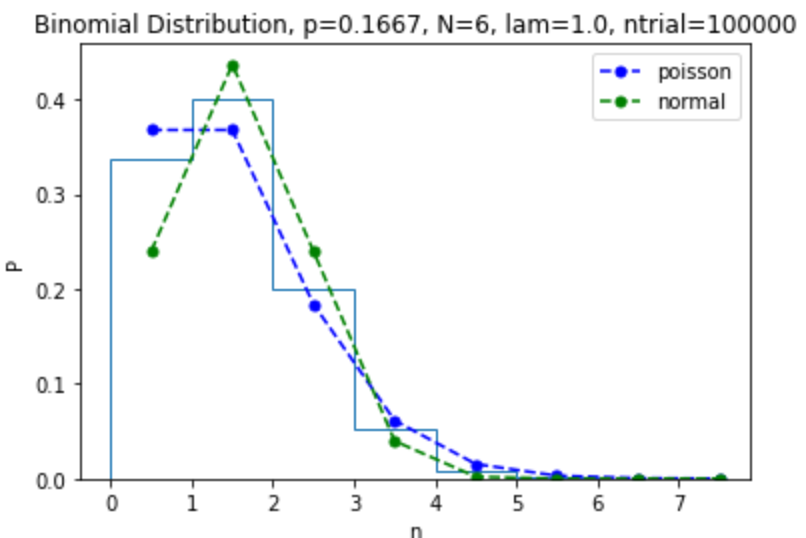 Binomial Distribution, p=0.1667, N=6, lam=1.0, ntrial=100000
poisson
normal
0.4
0.3
0.2
0.1
0.0
P
0 1 2 3 4 5 6 7
n